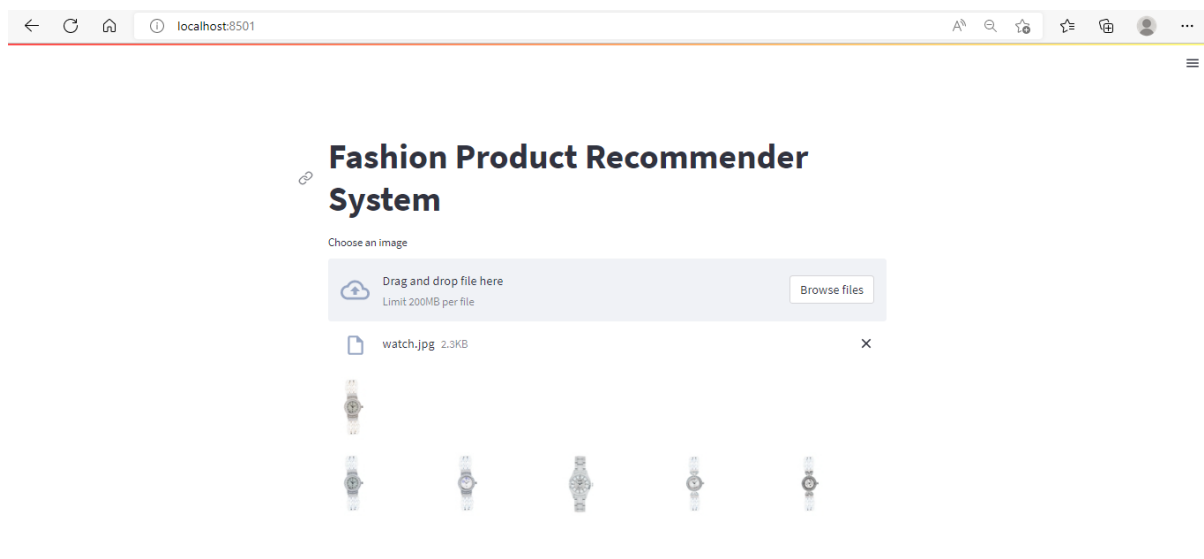 localhost:8501
Fashion Product Recommender
System
Choose an image
Drag and drop file here
Limit 200MB per file
Browse files
watch.jpg 2.3KB